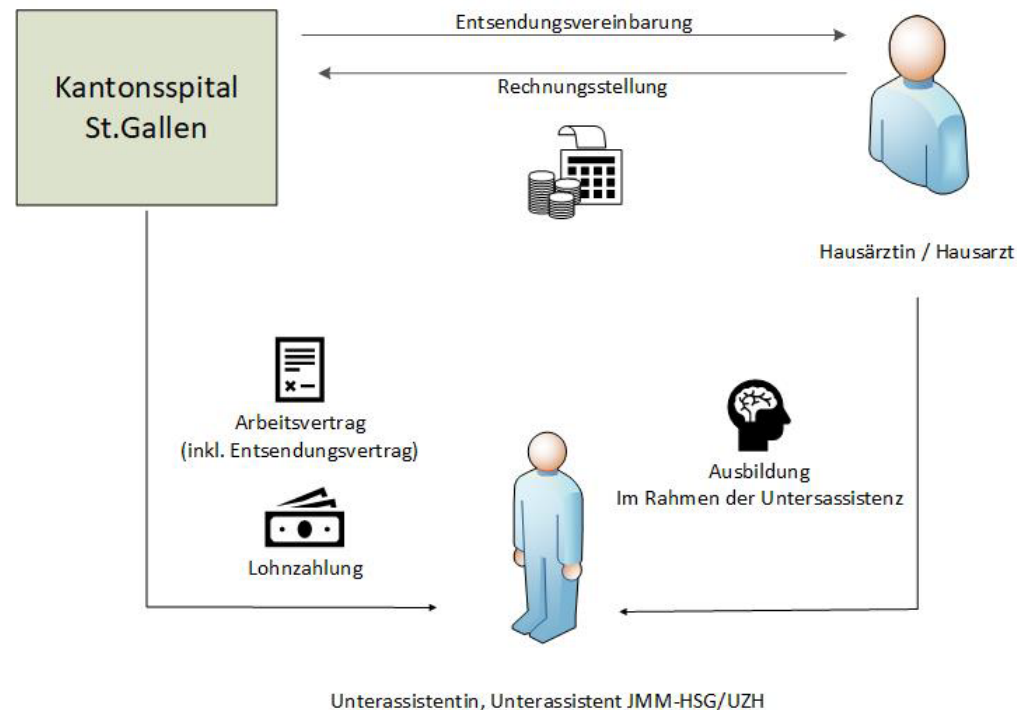 Entsendungsvereinbarung
Kantonsspital
St.Gallen
Rechnungsstellung
Hausärztin / Hausarzt
Arbeitsvertrag
(inkl. Entsendungsvertrag)
Ausbildung
Im Rahmen der Untersassistenz
Lohnzahlung
Unterassistentin, Unterassistent JMM-HSG/UZH